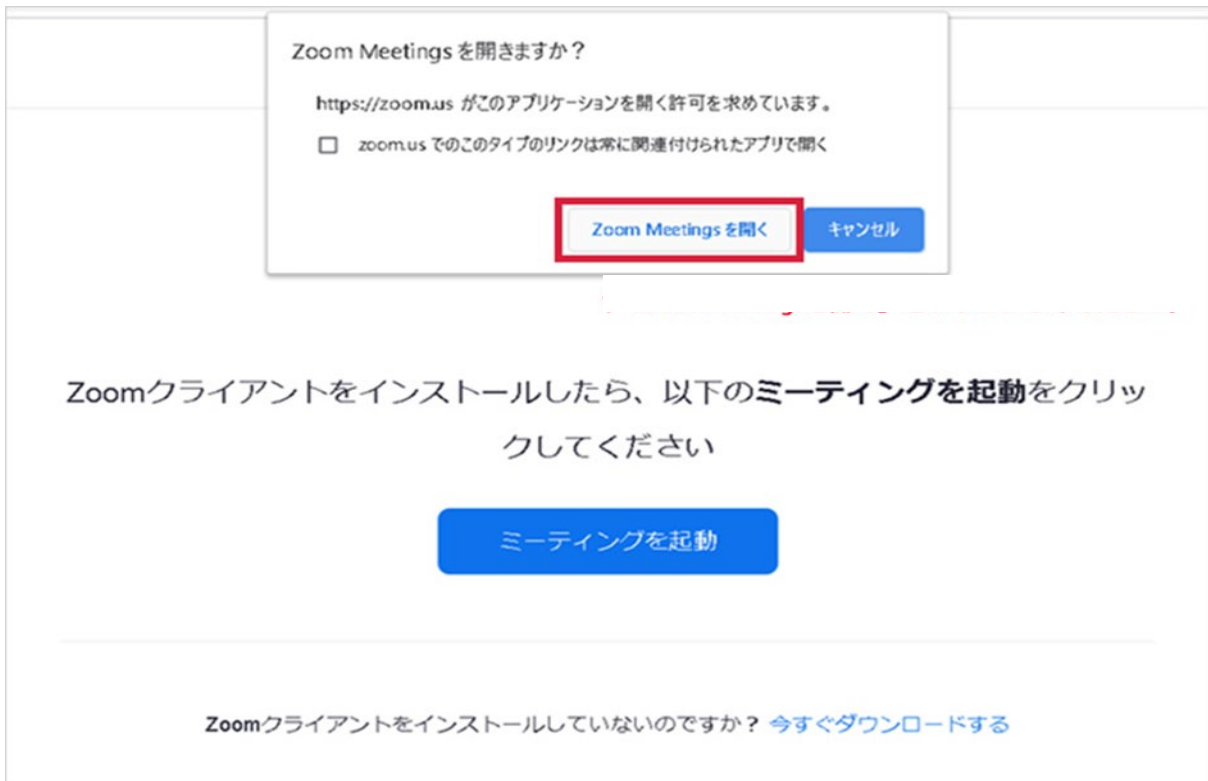 Zoom Meetings を開きますか？
https://zoom.us がこのアプリケーションを開く許可を求めています。
zoom.us でのこのタイプのリンクは常に関連付けられたアプリで開く
Zoom Meetings を開く
キャンセル
Zoomクライアントをインストールしたら、以下のミーティングを起動をクリッ
クしてください
ミーティングを起動
Zoomクライアントをインストールしていないのですか？ 今すぐダウンロードする